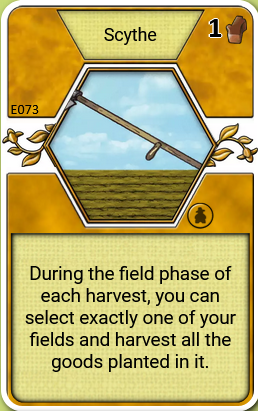 Scythe
1
E073
During the field phase of
each harvest, you can
select exactly one of your
fields and harvest all the
goods planted in it.